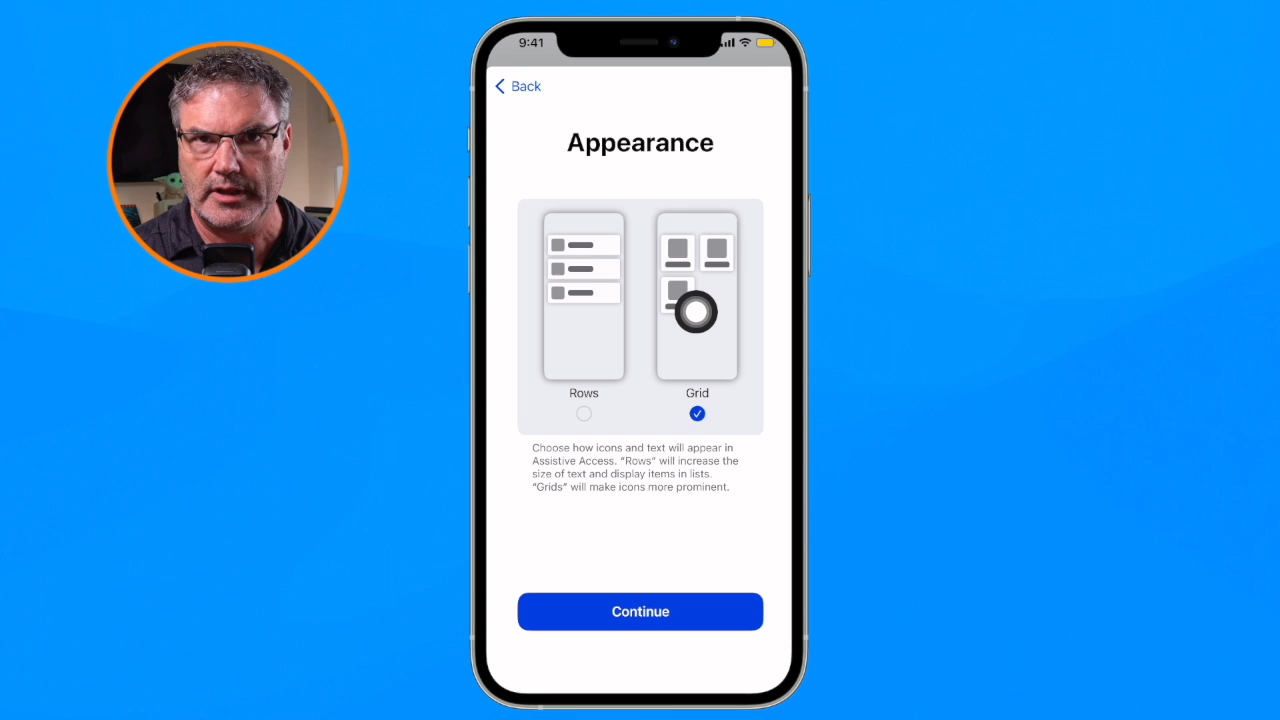 9:41
Back
Appearance
Rows
Grid
Choose how icons and text will appear in
Assistive Access. “Rows” will increase the
size of text and display items in lists.
“Grids” will make icons more prominent.
Continue